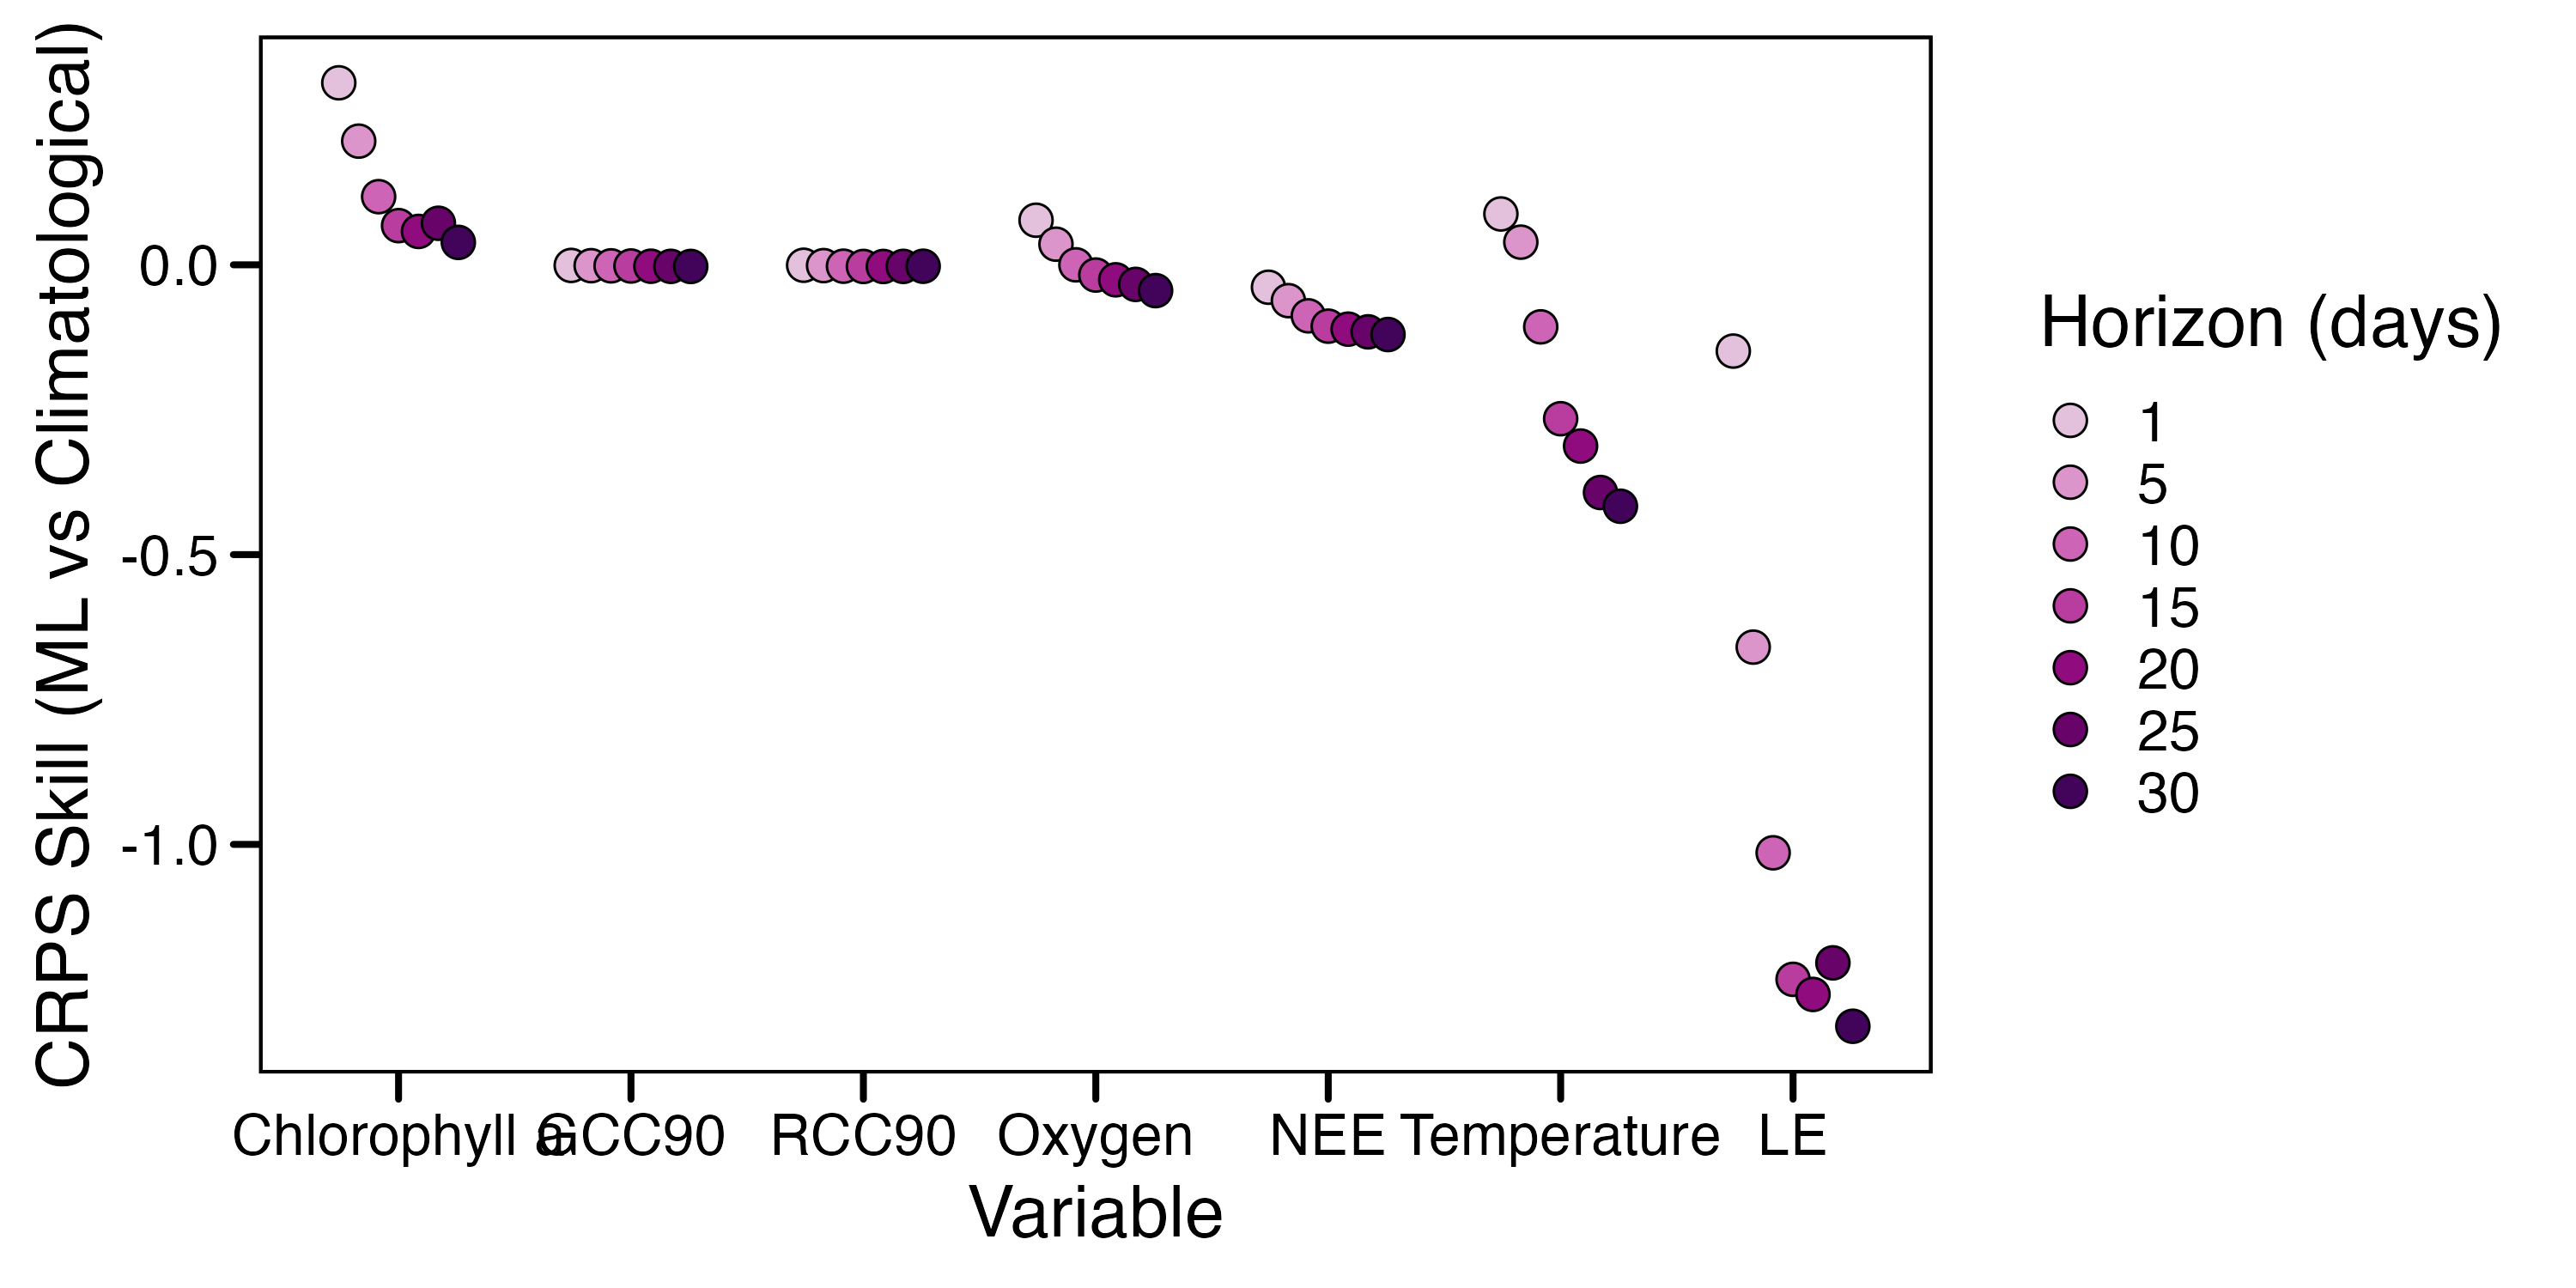 CRPS Skill (ML vs Climatological)
0.0
-0.5
-1.0
Chlorophyll a GCC90 RCC90 Oxygen NEE Temperature LE
Variable
Horizon (days)
1
5
10
15
20
25
30